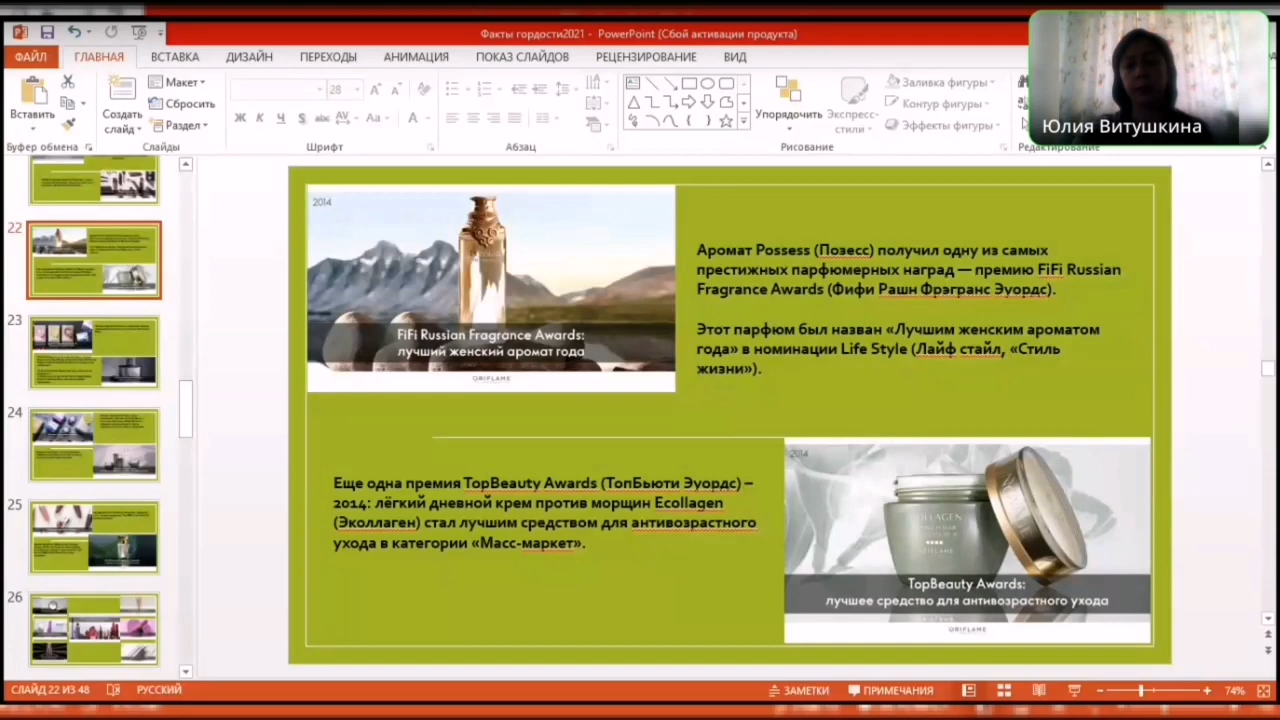 Факты гордости2021 - PowerPoint (Сбой активации продукта)
ФАЙЛ
ГЛАВНАЯ
ВСТАВКА
ДИЗАЙН
ПЕРЕХОДЫ
АНИМАЦИЯ
ПОКАЗ СЛАЙДОВ
РЕЦЕНЗИРОВАНИЕ
ВИД
Юлия Витушкина
Вставить
Буфер обмена
Создать
слайд
Макет
Сбросить
Раздел
Слайды
28
Ж К Ч S abc AV Aa A
Шрифт
Абзац
Упорядочить
Экспресс-
стили
Заливка фигуры
Контур фигуры
Эффекты фигуры
Рисование
Редактирование
22
23
24
25
26
2014
FiFi Russian Fragrance Awards:
лучший женский аромат года
ORIFLAME
Аромат Possess (Позесс) получил одну из самых
престижных парфюмерных наград — премию FiFi Russian
Fragrance Awards (Фифи Рашн Фрэгранс Эуордс).
Этот парфюм был назван «Лучшим женским ароматом
года» в номинации Life Style (Лайф стайл, «Стиль
жизни»).
Еще одна премия TopBeauty Awards (ТопБьюти Эуордс) –
2014: лёгкий дневной крем против морщин Ecollagen
(Эколлаген) стал лучшим средством для антивозрастного
ухода в категории «Масс-маркет».
2014
TopBeauty Awards:
лучшее средство для антивозрастного ухода
ORIFLAME
СЛАЙД 22 ИЗ 48
РУССКИЙ
ЗАМЕТКИ
ПРИМЕЧАНИЯ
74%